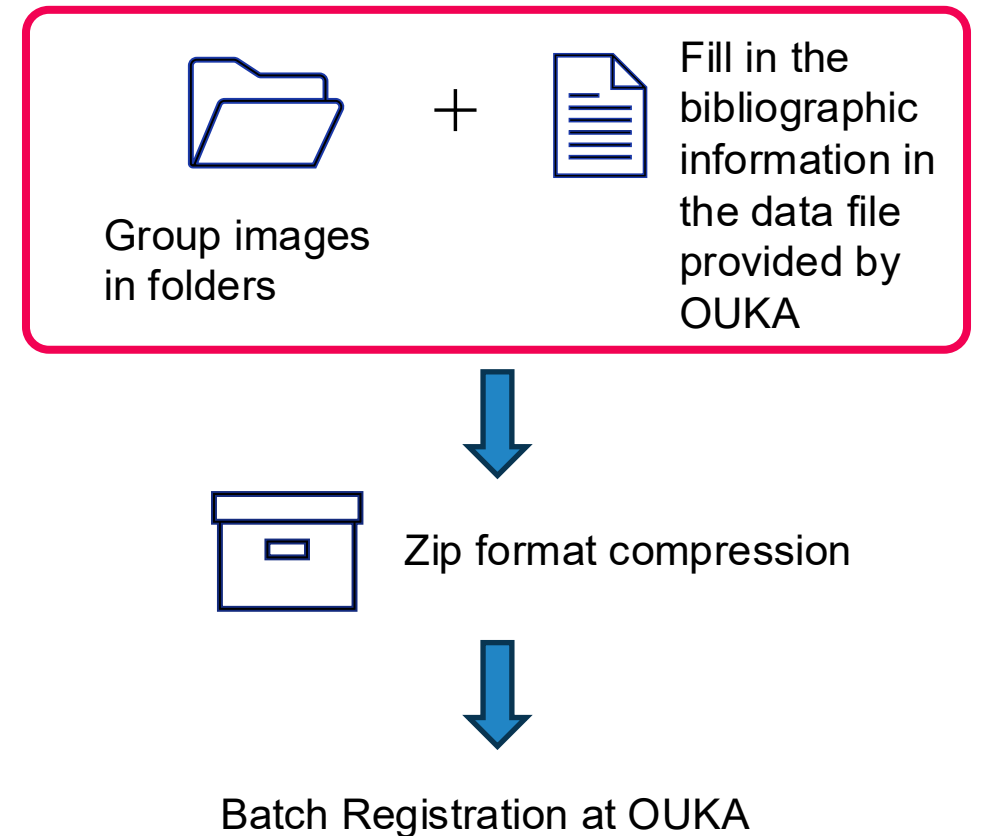 Group images
in folders
+
Fill in the
bibliographic
information in
the data file
provided by
OUKA
Zip format compression
Batch Registration at OUKA